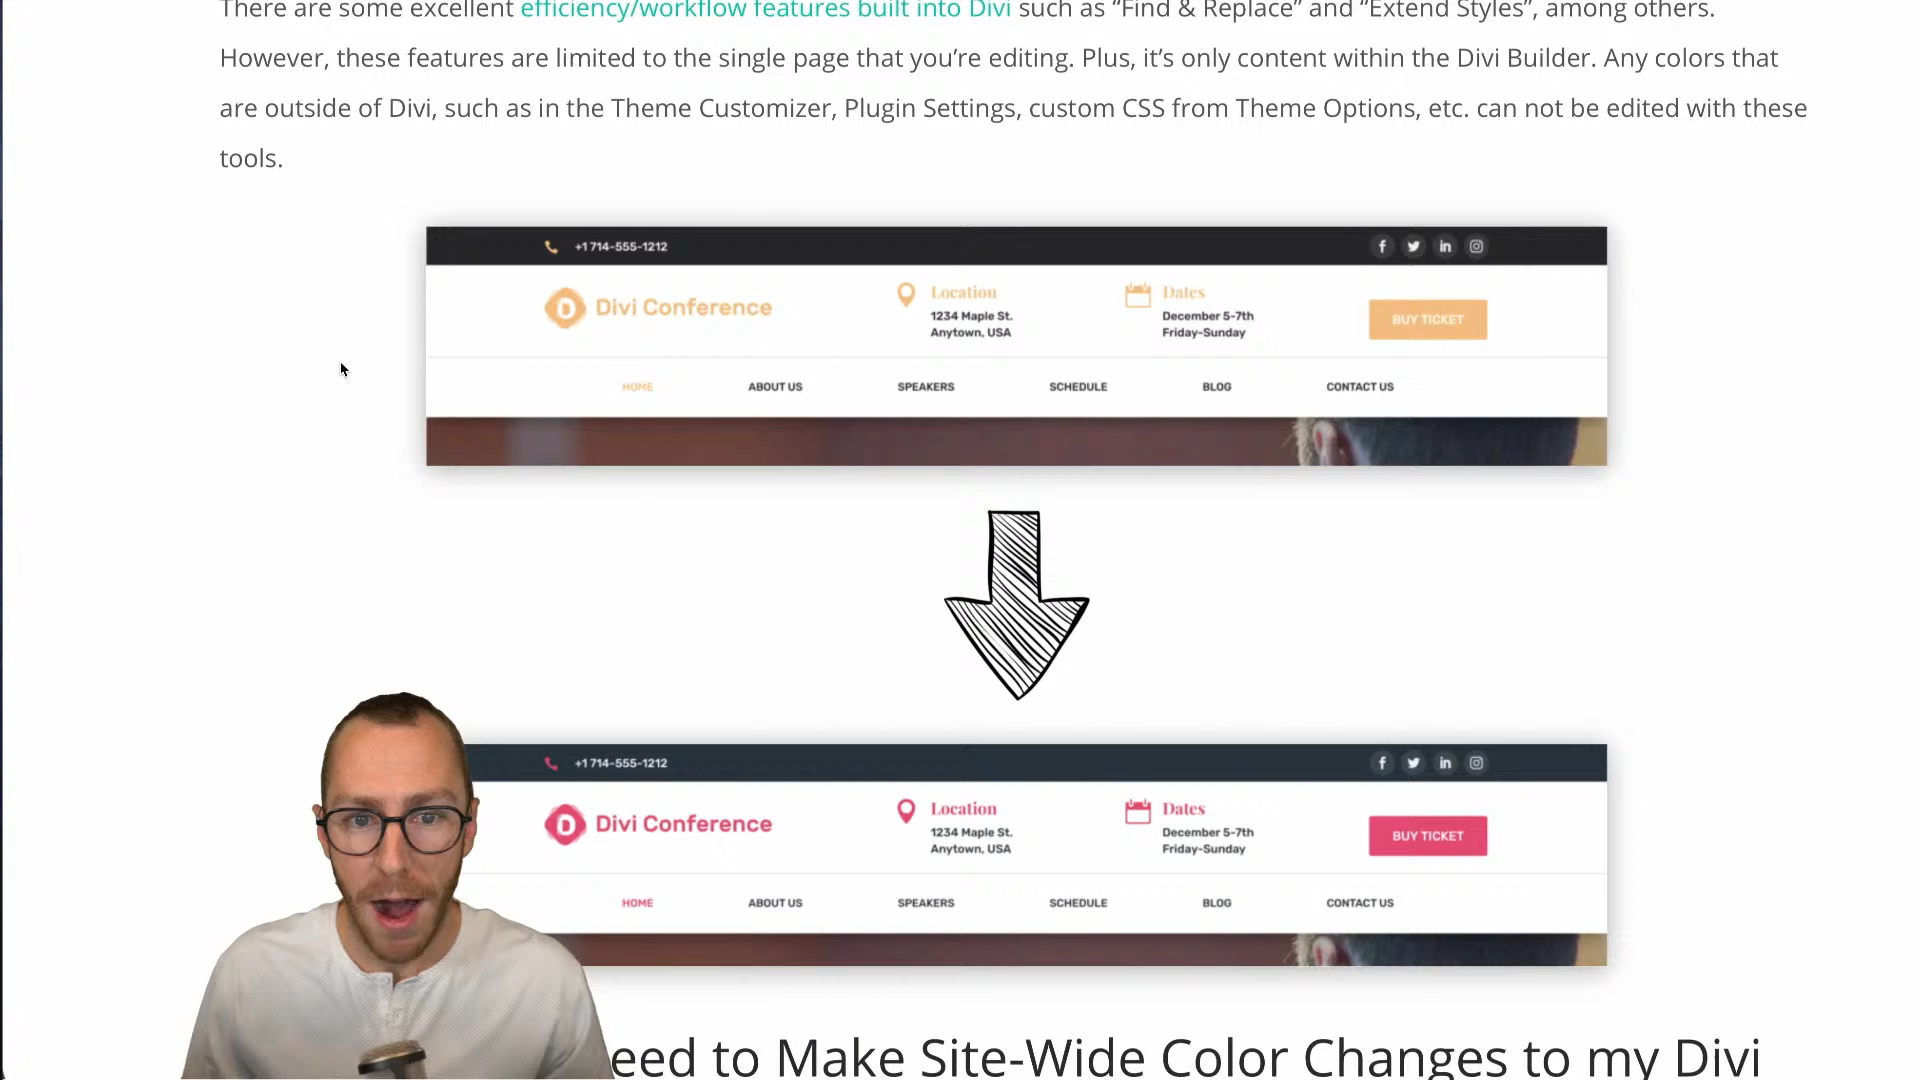 There are some excellent efficiency/workflow features built into Divi such as “Find & Replace” and “Extend Styles”, among others.
However, these features are limited to the single page that you’re editing. Plus, it’s only content within the Divi Builder. Any colors that
are outside of Divi, such as in the Theme Customizer, Plugin Settings, custom CSS from Theme Options, etc. can not be edited with these
tools.
+1 714-555-1212
Divi Conference
Location
1234 Maple St.
Anytown, USA
Dates
December 5-7th
Friday-Sunday
BUY TICKET
HOME ABOUT US SPEAKERS SCHEDULE BLOG CONTACT US
+1 714-555-1212
Divi Conference
Location
1234 Maple St.
Anytown, USA
Dates
December 5-7th
Friday-Sunday
BUY TICKET
HOME ABOUT US SPEAKERS SCHEDULE BLOG CONTACT US
eed to Make Site-Wide Color Changes to my Divi